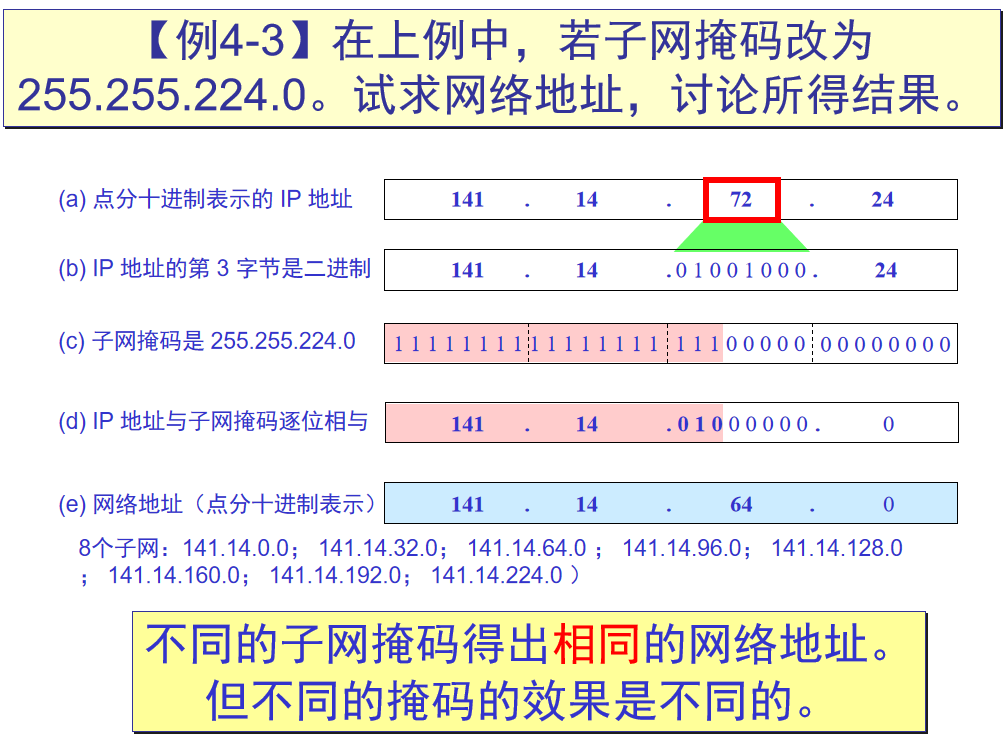 【例4-3】在上例中，若子网掩码改为
255.255.224.0。试求网络地址，讨论所得结果。
(a) 点分十进制表示的 IP 地址 141 . 14 . 72 . 24
(b) IP 地址的第 3 字节是二进制 141 . 14 .01001000. 24
(c) 子网掩码是 255.255.224.0 11111111 11111111 11100000 00000000
(d) IP 地址与子网掩码逐位相与 141 . 14 .01000000. 0
(e) 网络地址（点分十进制表示） 141 . 14 . 64 . 0
8个子网：141.14.0.0； 141.14.32.0； 141.14.64.0 ； 141.14.96.0； 141.14.128.0
； 141.14.160.0； 141.14.192.0； 141.14.224.0 ）
不同的子网掩码得出相同的网络地址。
但不同的掩码的效果是不同的。